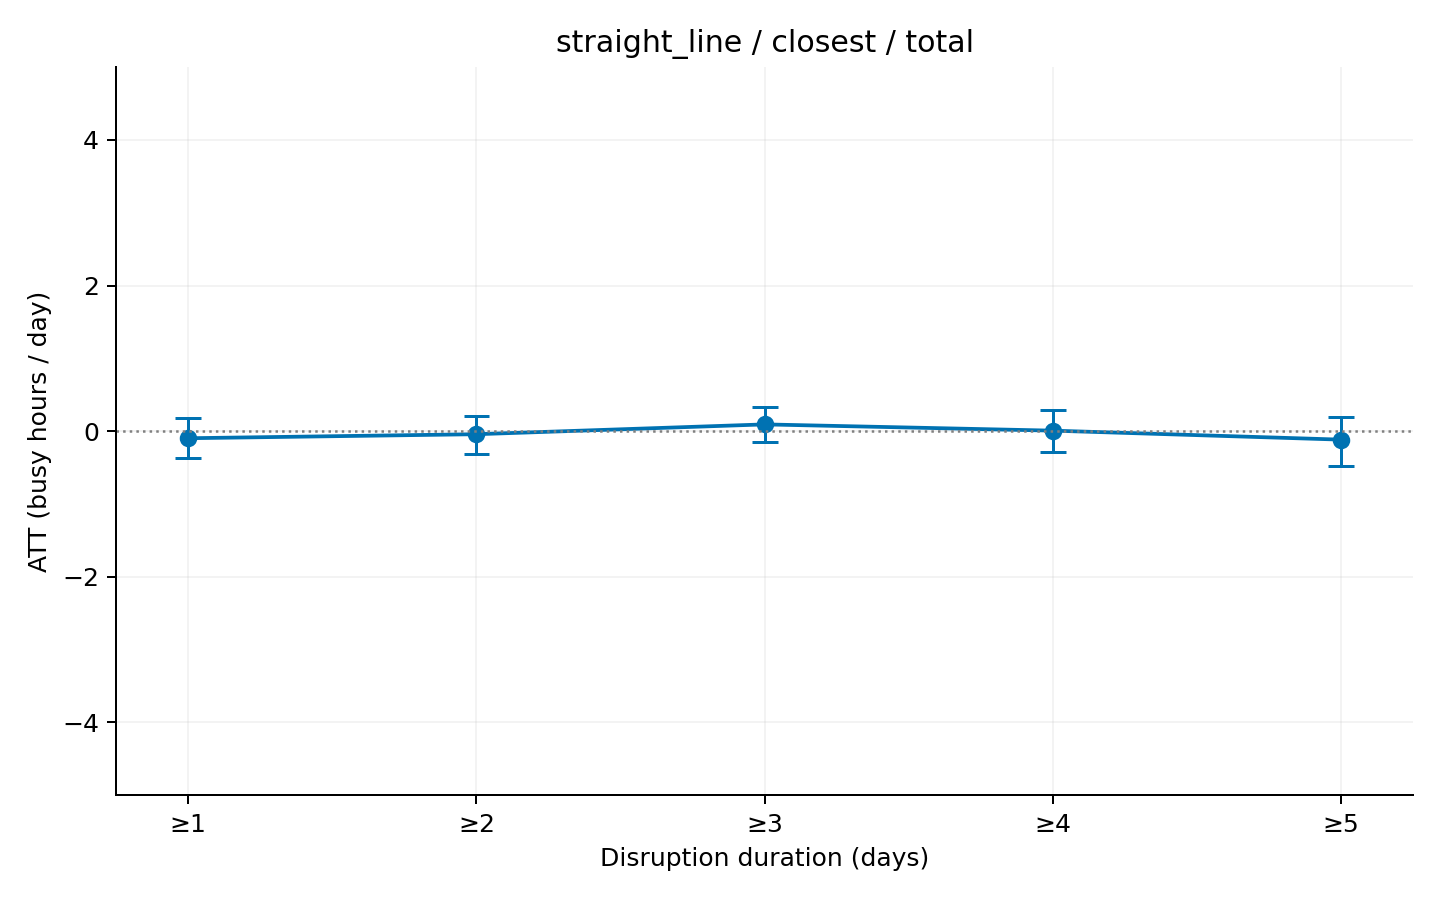 straight_line / closest / total
ATT (busy hours / day)
4
2
0
−2
−4
≥1 ≥2 ≥3 ≥4 ≥5
Disruption duration (days)